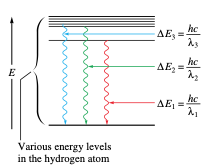 ΔE₃ = hc/λ₃
ΔE₂ = hc/λ₂
E
ΔE₁ = hc/λ₁
Various energy levels
in the hydrogen atom